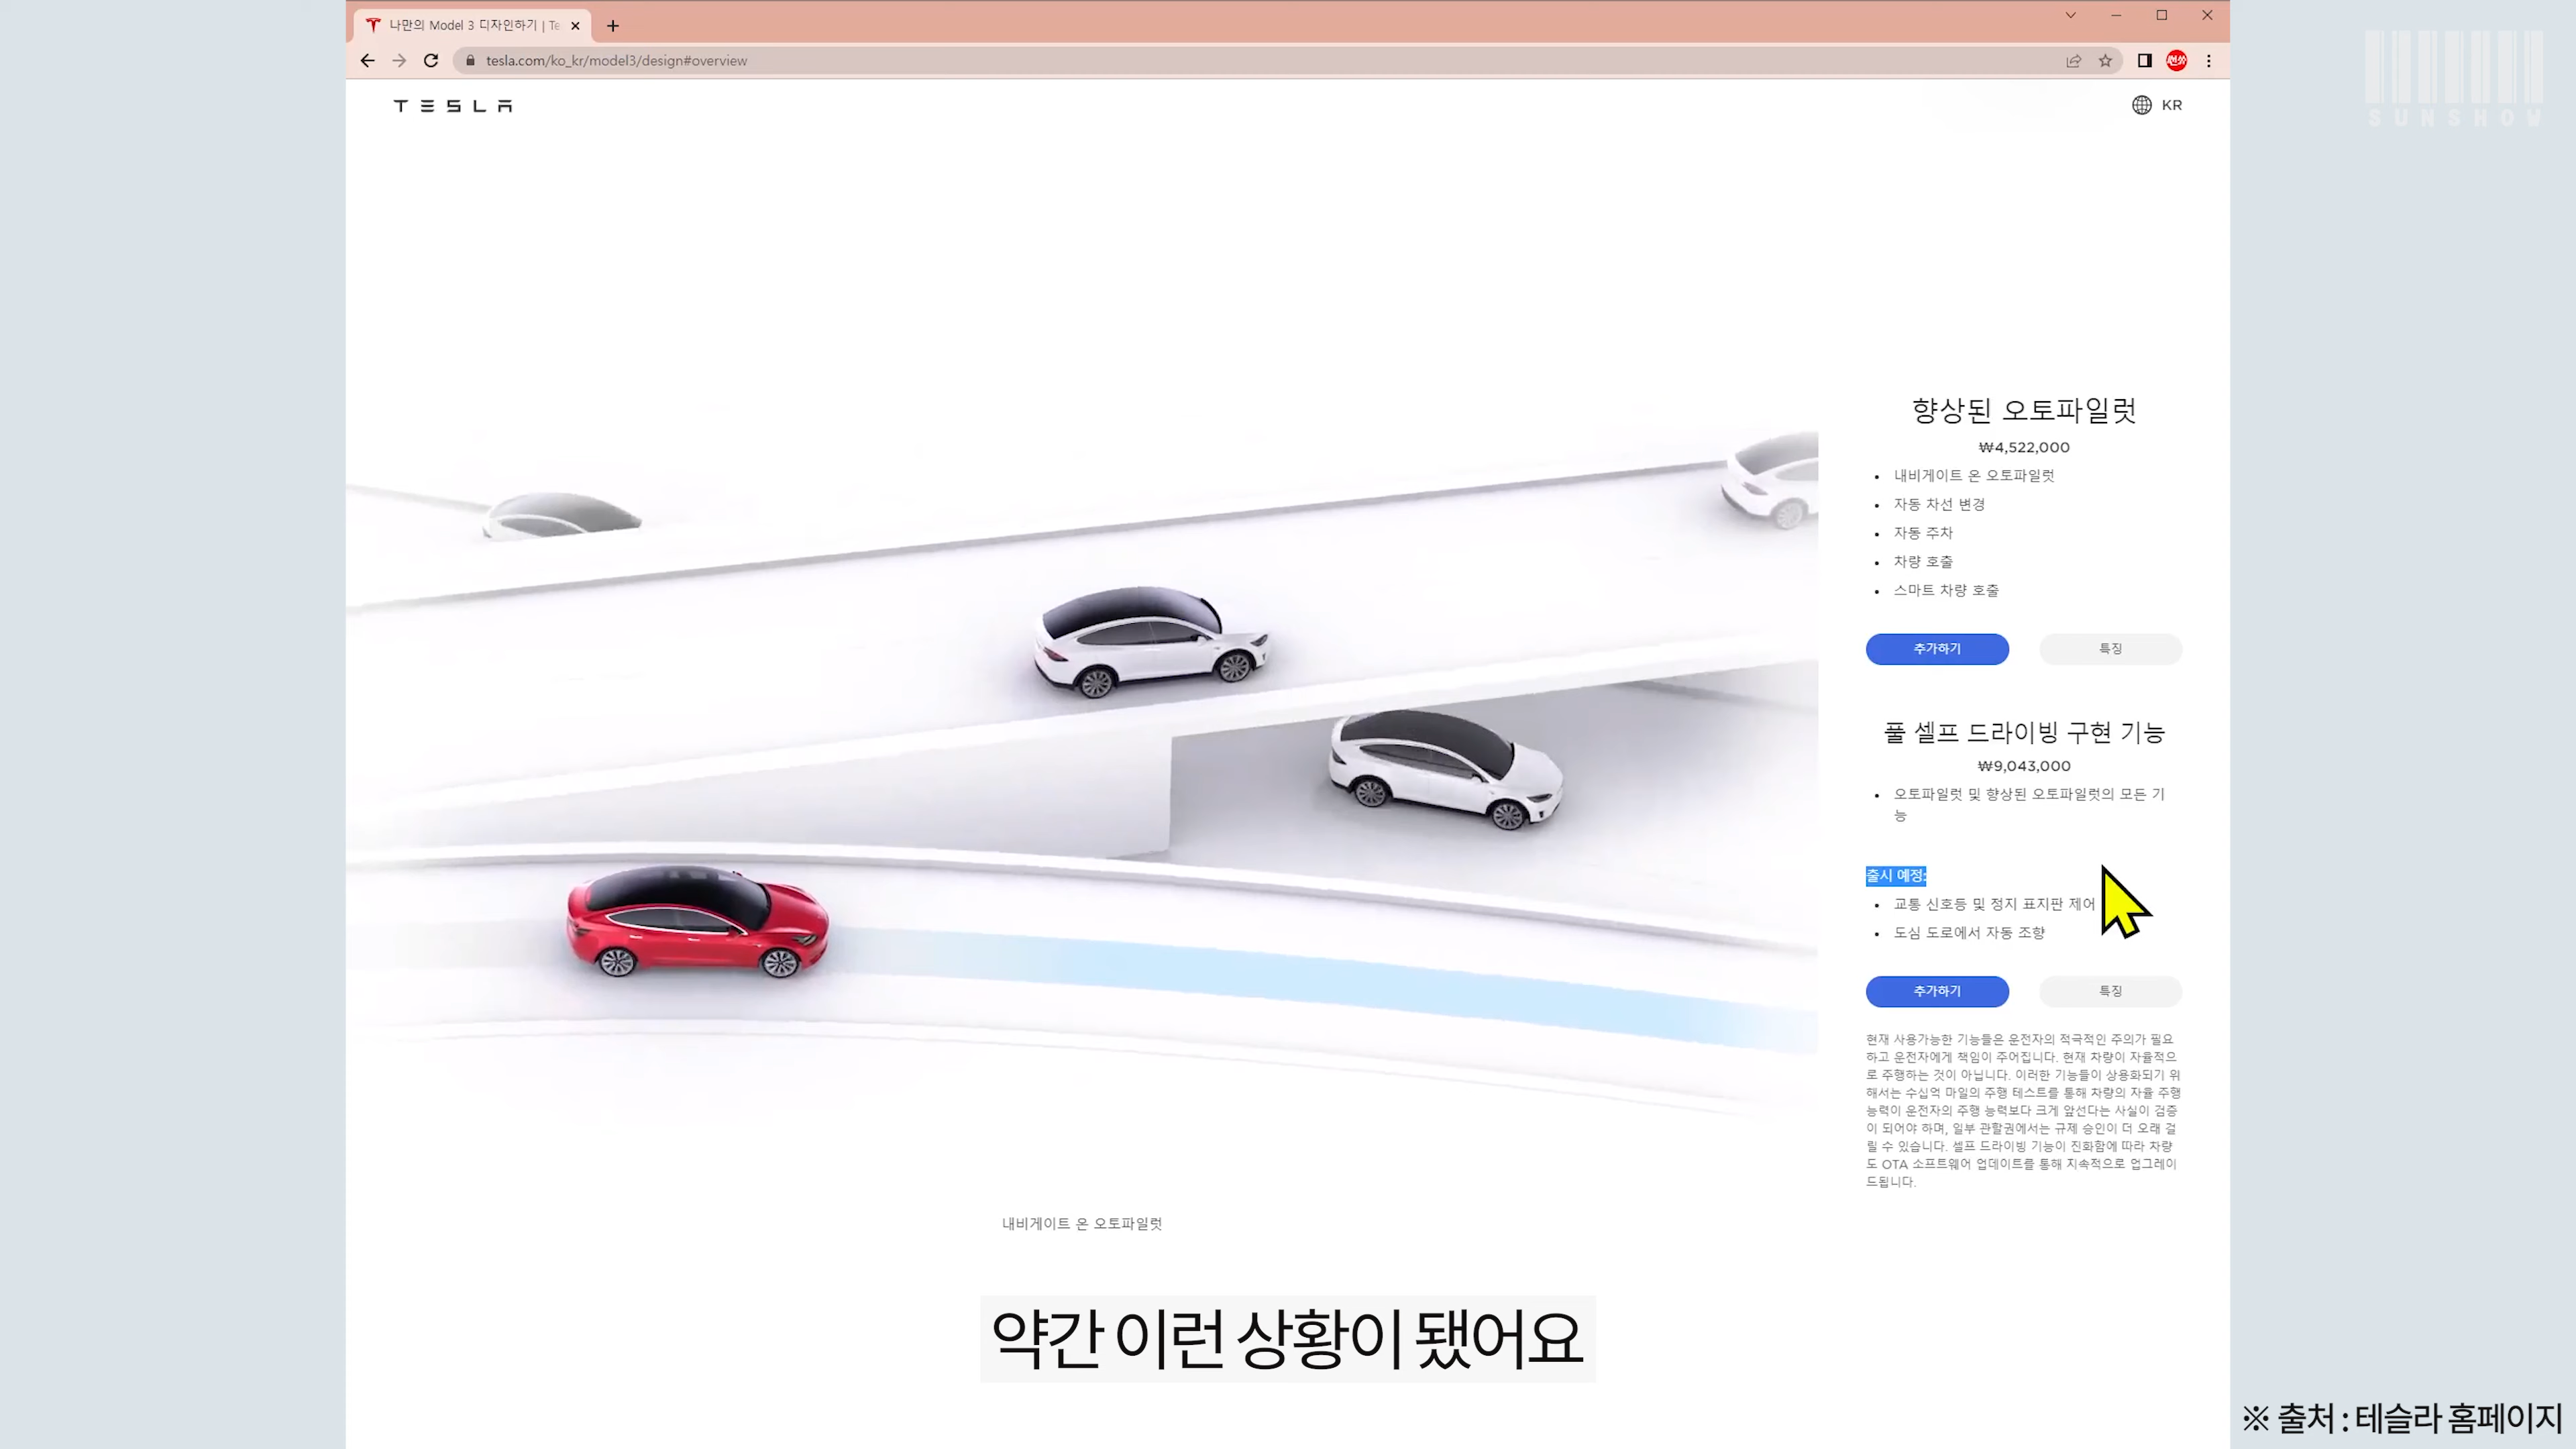 나만의 Model 3 디자인하기 | Te
tesla.com/ko_kr/model3/design#overview
TESLA
KR
SUNSHOW
향상된 오토파일럿
₩4,522,000
• 내비게이트 온 오토파일럿
• 자동 차선 변경
• 자동 주차
• 차량 호출
• 스마트 차량 호출
추가하기
특징
풀 셀프 드라이빙 구현 기능
₩9,043,000
• 오토파일럿 및 향상된 오토파일럿의 모든 기
능
출시 예정:
• 교통 신호등 및 정지 표지판 제어
• 도심 도로에서 자동 조향
추가하기
특징
현재 사용가능한 기능들은 운전자의 적극적인 주의가 필요
하고 운전자에게 책임이 주어집니다. 현재 차량이 자율적으
로 주행하는 것이 아닙니다. 이러한 기능들이 상용화되기 위
해서는 수십억 마일의 주행 테스트를 통해 차량의 자율 주행
능력이 운전자의 주행 능력보다 크게 앞선다는 사실이 검증
이 되어야 하며, 일부 관할권에서는 규제 승인이 더 오래 걸
릴 수 있습니다. 셀프 드라이빙 기능이 진화함에 따라 차량
도 OTA 소프트웨어 업데이트를 통해 지속적으로 업그레이
드됩니다.
내비게이트 온 오토파일럿
약간 이런 상황이 됐어요
※ 출처 : 테슬라 홈페이지